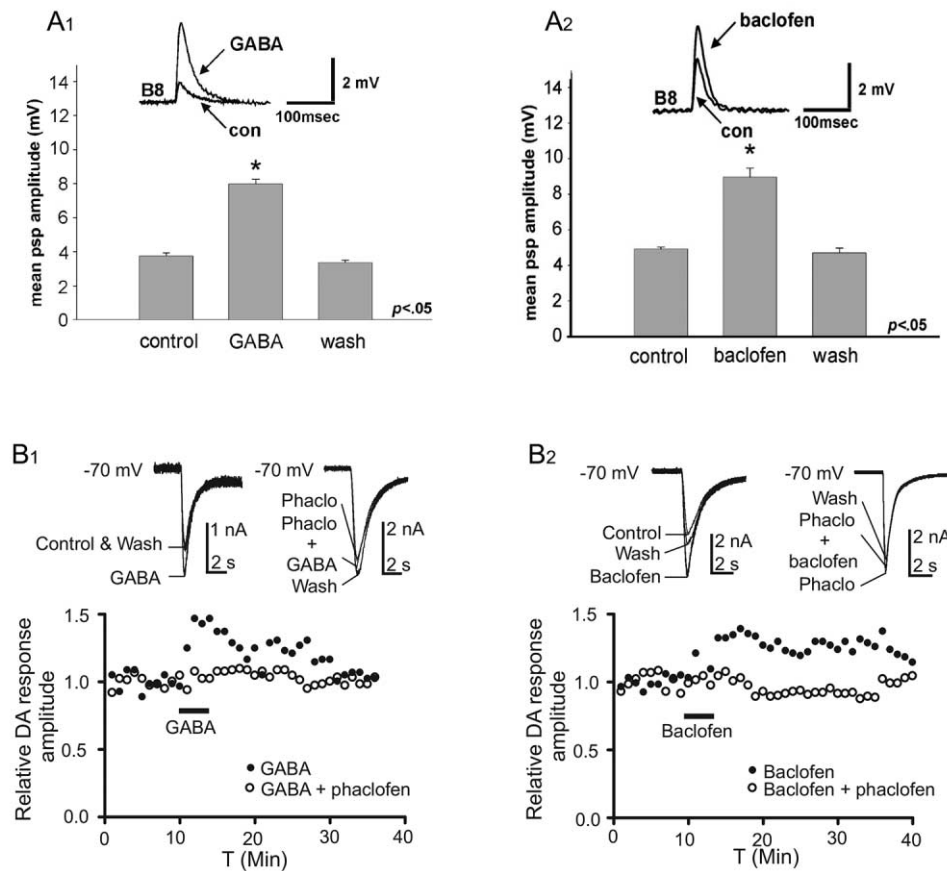 A1
GABA
B8
con
2 mV
100msec
14
12
10
8
6
4
2
0
mean psp amplitude (mV)
*
control
GABA
wash
p<.05
A2
baclofen
B8
con
2 mV
100msec
14
12
10
8
6
4
2
0
mean psp amplitude (mV)
*
control
baclofen
wash
p<.05
B1
-70 mV
Control & Wash
GABA
1 nA
2 s
-70 mV
Phaclo
Phaclo
+
GABA
Wash
2 nA
2 s
Relative DA response
amplitude
1.5
1.0
0.5
0.0
GABA
GABA
GABA + phaclofen
0
10
20
30
40
T (Min)
B2
-70 mV
Control
Wash
Baclofen
2 nA
2 s
-70 mV
Wash
Phaclo
+
baclofen
Phaclo
2 nA
2 s
Relative DA response
amplitude
1.5
1.0
0.5
0.0
Baclofen
Baclofen
Baclofen + phaclofen
0
10
20
30
40
T (Min)